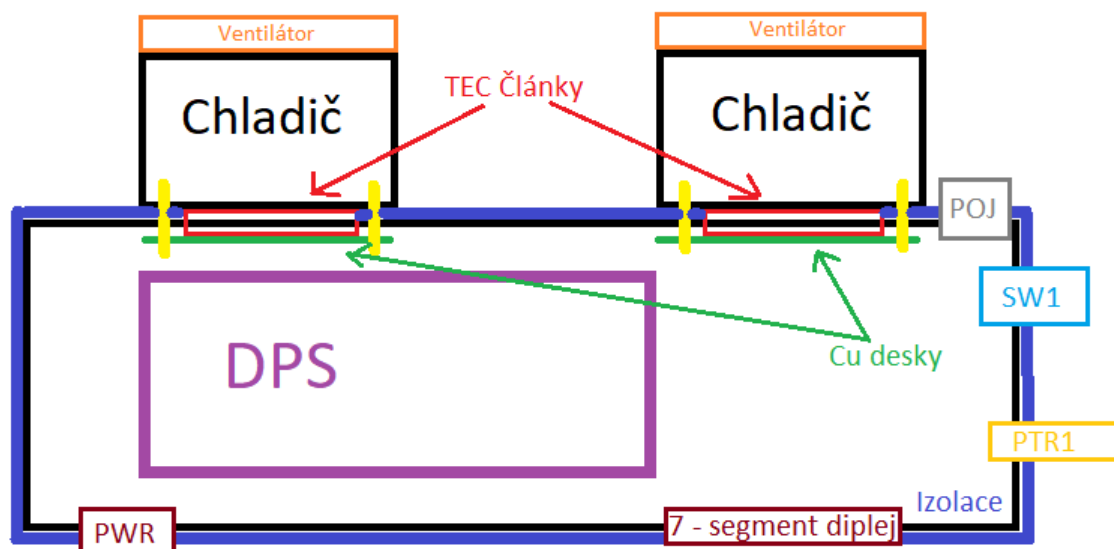 Ventilátor
Ventilátor
Chladič
TEC Články
Chladič
POJ
SW1
DPS
Cu desky
PTR1
Izolace
PWR
7 - segment diplej